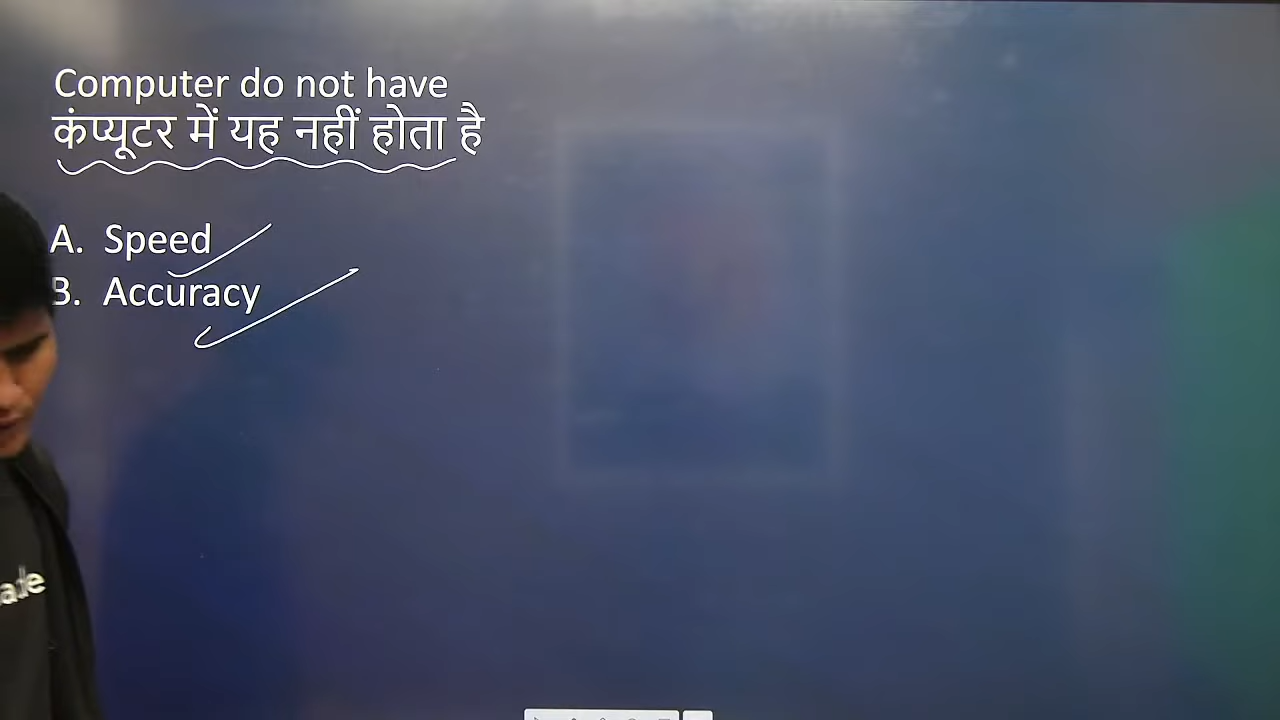 Computer do not have
कंप्यूटर में यह नहीं होता है
A. Speed
B. Accuracy